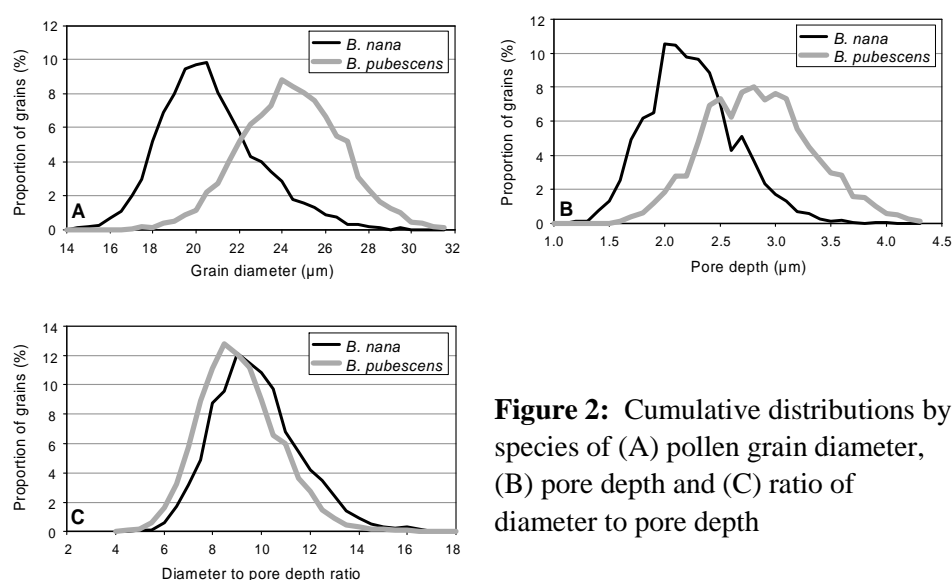 12
10
8
6
4
2
0
Proportion of grains (%)
B. nana
B. pubescens
A
14 16 18 20 22 24 26 28 30 32
Grain diameter (µm)
12
10
8
6
4
2
0
Proportion of grains (%)
B. nana
B. pubescens
B
1.0 1.5 2.0 2.5 3.0 3.5 4.0 4.5
Pore depth (µm)
14
12
10
8
6
4
2
0
Proportion of grains (%)
B. nana
B. pubescens
C
2 4 6 8 10 12 14 16 18
Diameter to pore depth ratio
Figure 2: Cumulative distributions by
species of (A) pollen grain diameter,
(B) pore depth and (C) ratio of
diameter to pore depth